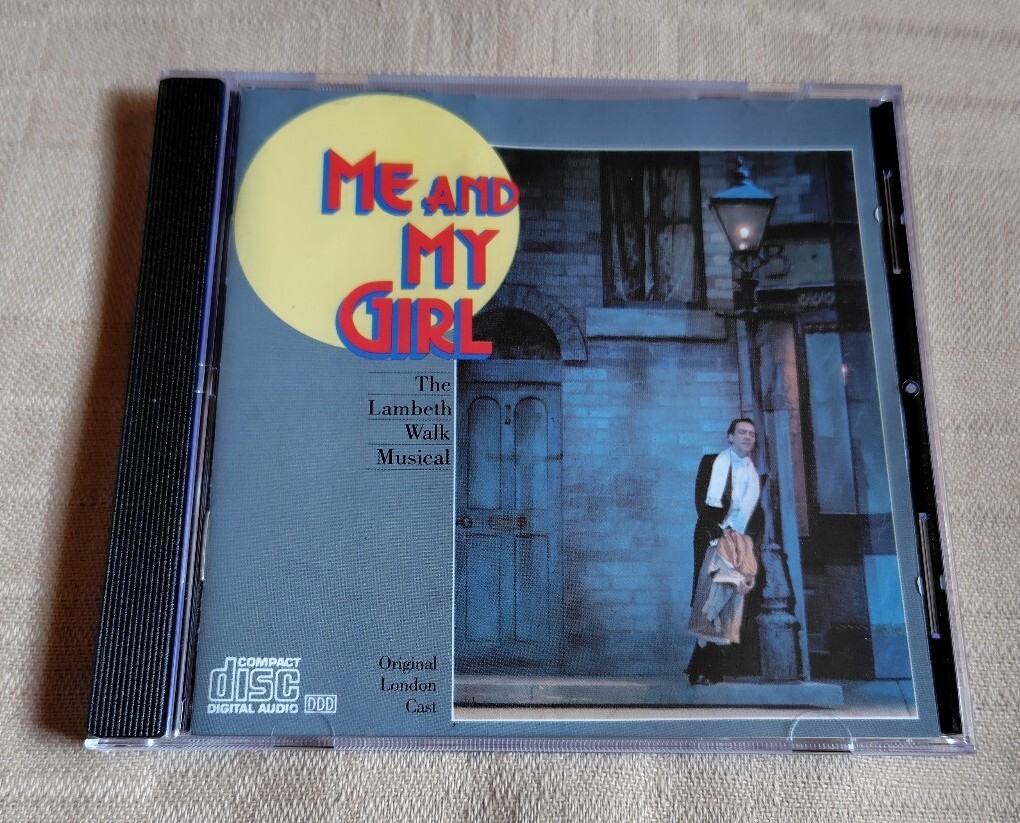 ME AND
MY
GIRL
The
Lambeth
Walk
Musical
Original
London
Cast
COMPACT
disc
DIGITAL AUDIO
DDD